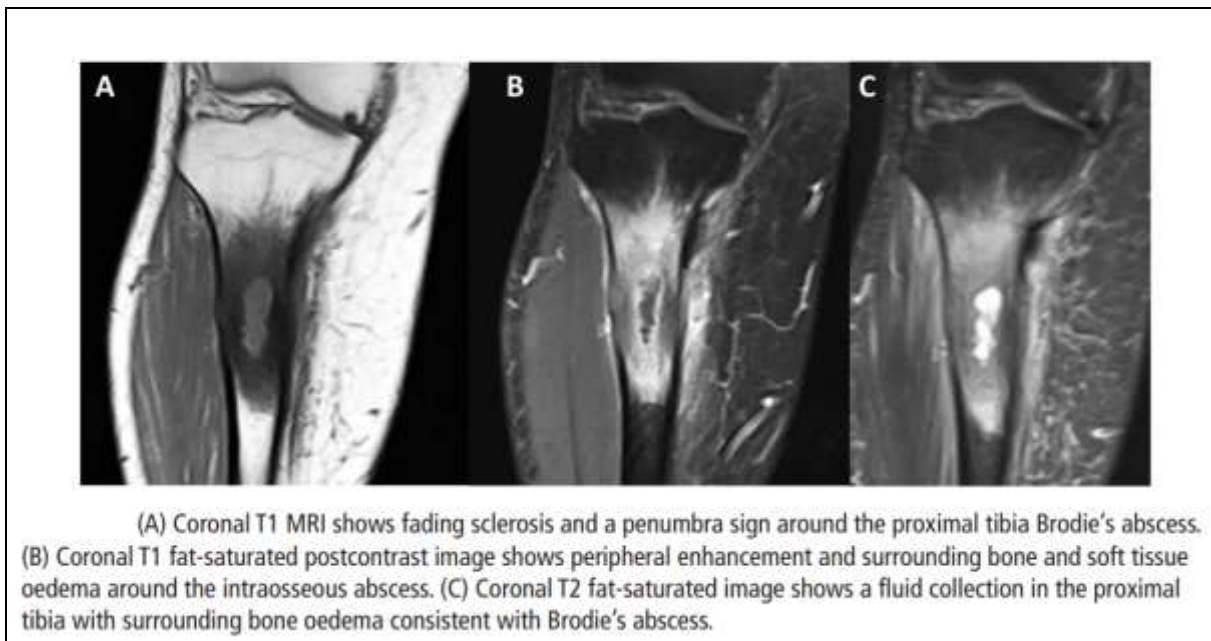 A
B
C
(A) Coronal T1 MRI shows fading sclerosis and a penumbra sign around the proximal tibia Brodie’s abscess.
(B) Coronal T1 fat-saturated postcontrast image shows peripheral enhancement and surrounding bone and soft tissue
oedema around the intraosseous abscess. (C) Coronal T2 fat-saturated image shows a fluid collection in the proximal
tibia with surrounding bone oedema consistent with Brodie’s abscess.